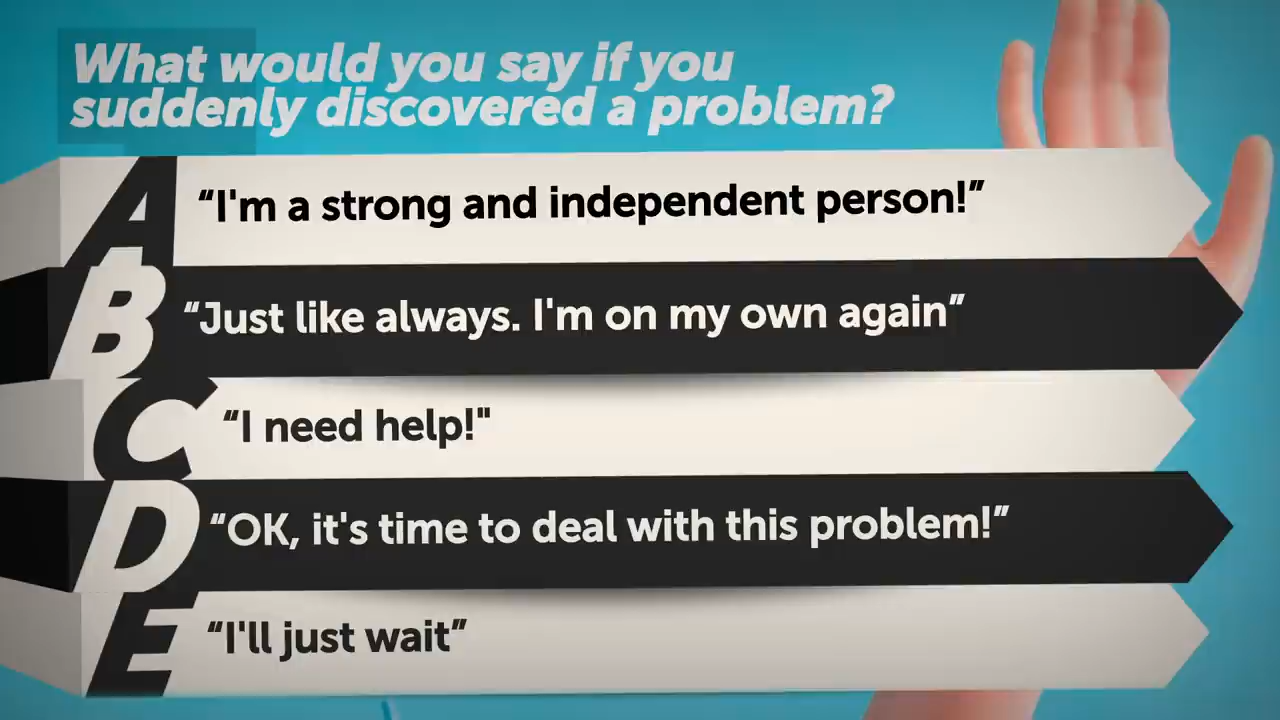 What would you say if you
suddenly discovered a problem?
A “I'm a strong and independent person!”
B “Just like always. I'm on my own again”
C “I need help!"
D “OK, it's time to deal with this problem!”
E “I'll just wait”